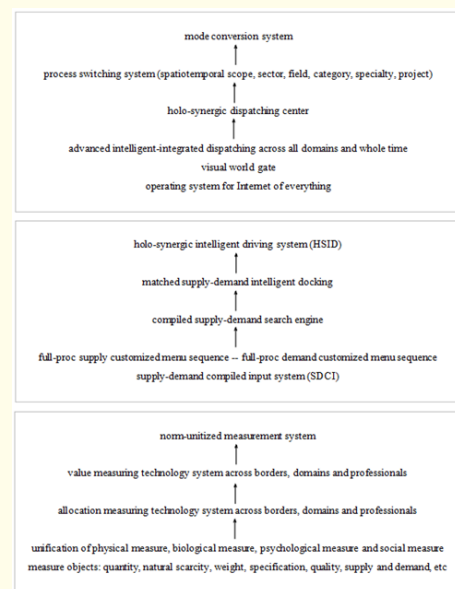 mode conversion system
process switching system (spatiotemporal scope, sector, field, category, specialty, project)
holo-synergic dispatching center
advanced intelligent-integrated dispatching across all domains and whole time
visual world gate
operating system for Internet of everything
holo-synergic intelligent driving system (HSID)
matched supply-demand intelligent docking
compiled supply-demand search engine
full-proc supply customized menu sequence -- full-proc demand customized menu sequence
supply-demand compiled input system (SDCI)
norm-unitized measurement system
value measuring technology system across borders, domains and professionals
allocation measuring technology system across borders, domains and professionals
unification of physical measure, biological measure, psychological measure and social measure
measure objects: quantity, natural scarcity, weight, specification, quality, supply and demand, etc